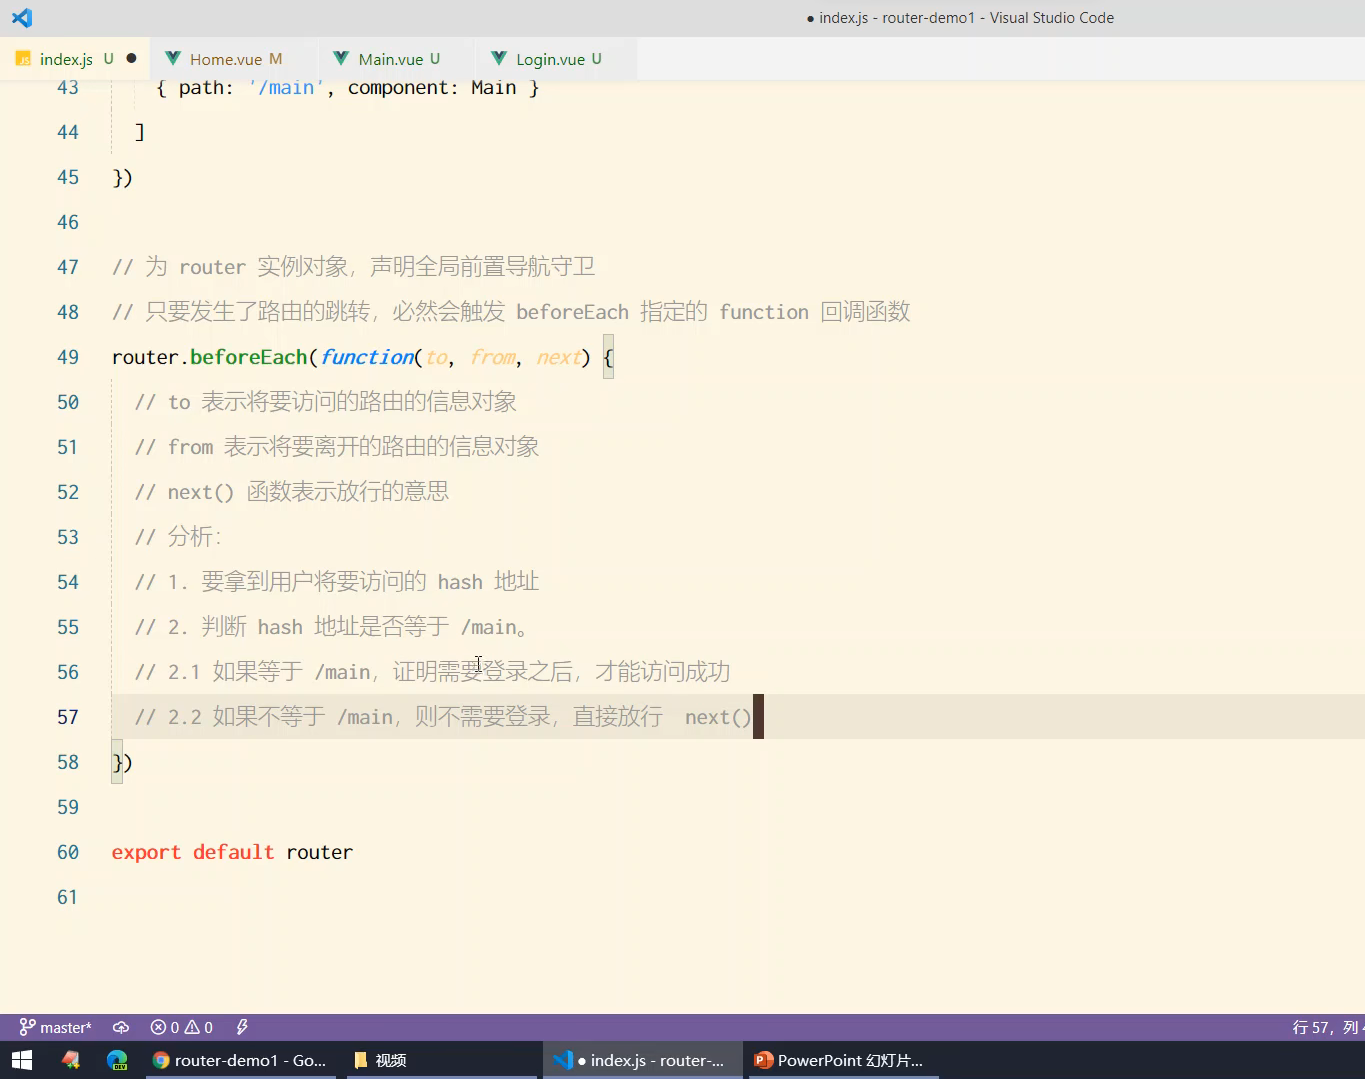 ● index.js - router-demo1 - Visual Studio Code
JS index.js U ● Home.vue M Main.vue U Login.vue U
43 { path: '/main', component: Main }
44 ]
45 })
46
47 // 为 router 实例对象，声明全局前置导航守卫
48 // 只要发生了路由的跳转，必然会触发 beforeEach 指定的 function 回调函数
49 router.beforeEach(function(to, from, next) {
50 // to 表示将要访问的路由的信息对象
51 // from 表示将要离开的路由的信息对象
52 // next() 函数表示放行的意思
53 // 分析：
54 // 1. 要拿到用户将要访问的 hash 地址
55 // 2. 判断 hash 地址是否等于 /main。
56 // 2.1 如果等于 /main，证明需要登录之后，才能访问成功
57 // 2.2 如果不等于 /main，则不需要登录，直接放行  next()
58 })
59
60 export default router
61
master* 0 0 行 57，列
DEV router-demo1 - Go... 视频 ● index.js - router-... PowerPoint 幻灯片...